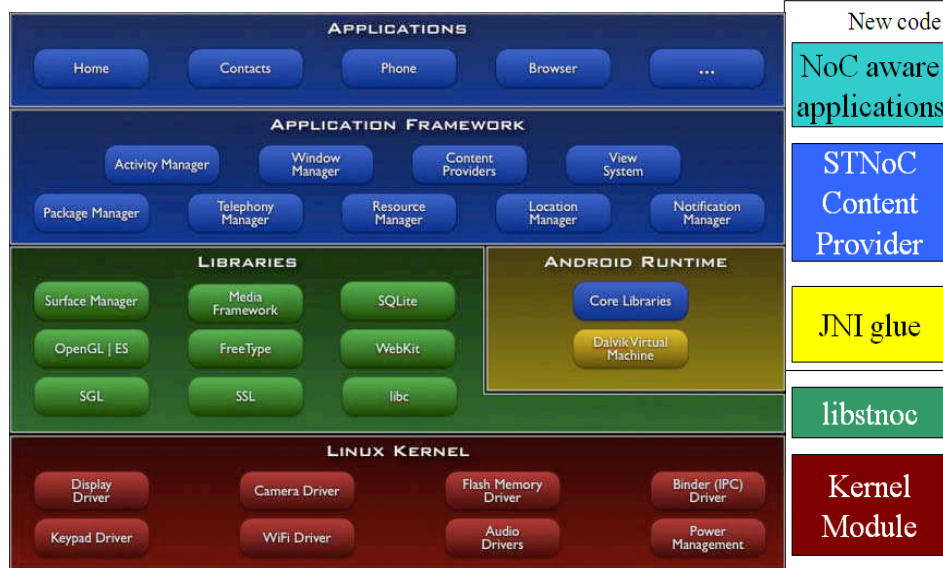 APPLICATIONS
Home
Contacts
Phone
Browser
...
APPLICATION FRAMEWORK
Activity Manager
Window
Manager
Content
Providers
View
System
Package Manager
Telephony
Manager
Resource
Manager
Location
Manager
Notification
Manager
LIBRARIES
Surface Manager
Media
Framework
SQLite
OpenGL | ES
FreeType
WebKit
SGL
SSL
libc
ANDROID RUNTIME
Core Libraries
Dalvik Virtual
Machine
LINUX KERNEL
Display
Driver
Camera Driver
Flash Memory
Driver
Binder (IPC)
Driver
Keypad Driver
WiFi Driver
Audio
Drivers
Power
Management
New code
NoC aware
applications
STNoC
Content
Provider
JNI glue
libstnoc
Kernel
Module